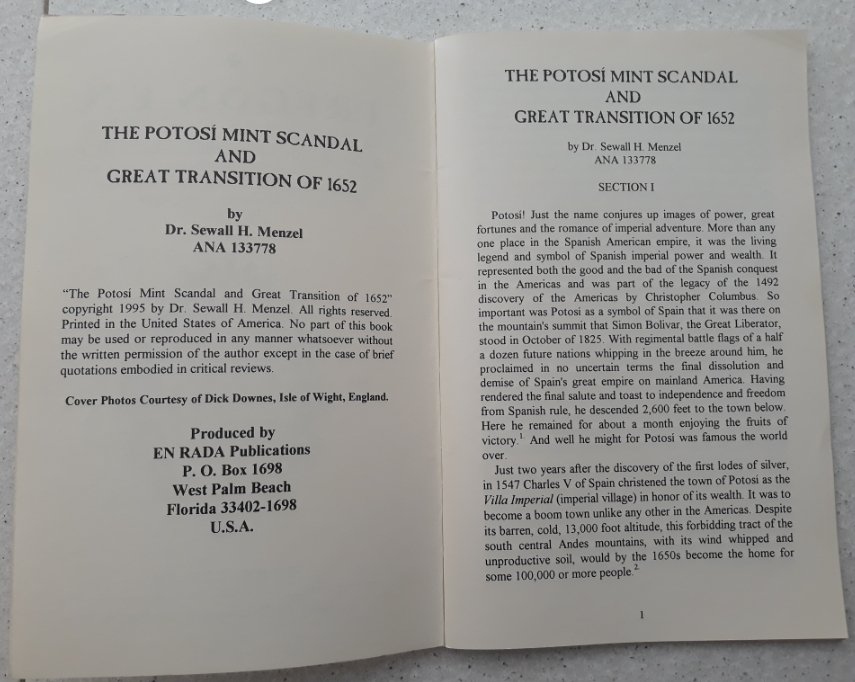 THE POTOSÍ MINT SCANDAL
AND
GREAT TRANSITION OF 1652
by
Dr. Sewall H. Menzel
ANA 133778
“The Potosí Mint Scandal and Great Transition of 1652”
copyright 1995 by Dr. Sewall H. Menzel. All rights reserved.
Printed in the United States of America. No part of this book
may be used or reproduced in any manner whatsoever without
the written permission of the author except in the case of brief
quotations embodied in critical reviews.
Cover Photos Courtesy of Dick Downes, Isle of Wight, England.
Produced by
EN RADA Publications
P. O. Box 1698
West Palm Beach
Florida 33402-1698
U.S.A.
THE POTOSÍ MINT SCANDAL
AND
GREAT TRANSITION OF 1652
by Dr. Sewall H. Menzel
ANA 133778
SECTION I
Potosí! Just the name conjures up images of power, great
fortunes and the romance of imperial adventure. More than any
one place in the Spanish American empire, it was the living
legend and symbol of Spanish imperial power and wealth. It
represented both the good and the bad of the Spanish conquest
in the Americas and was part of the legacy of the 1492
discovery of the Americas by Christopher Columbus. So
important was Potosí as a symbol of Spain that it was there on
the mountain's summit that Simon Bolivar, the Great Liberator,
stood in October of 1825. With regimental battle flags of a half
a dozen future nations whipping in the breeze around him, he
proclaimed in no uncertain terms the final dissolution and
demise of Spain's great empire on mainland America. Having
rendered the final salute and toast to independence and freedom
from Spanish rule, he descended 2,600 feet to the town below.
Here he remained for about a month enjoying the fruits of
victory.1 And well he might for Potosí was famous the world
over.
Just two years after the discovery of the first lodes of silver,
in 1547 Charles V of Spain christened the town of Potosí as the
Villa Imperial (imperial village) in honor of its wealth. It was to
become a boom town unlike any other in the Americas. Despite
its barren, cold, 13,000 foot altitude, this forbidding tract of the
south central Andes mountains, with its wind whipped and
unproductive soil, would by the 1650s become the home for
some 100,000 or more people.2
1